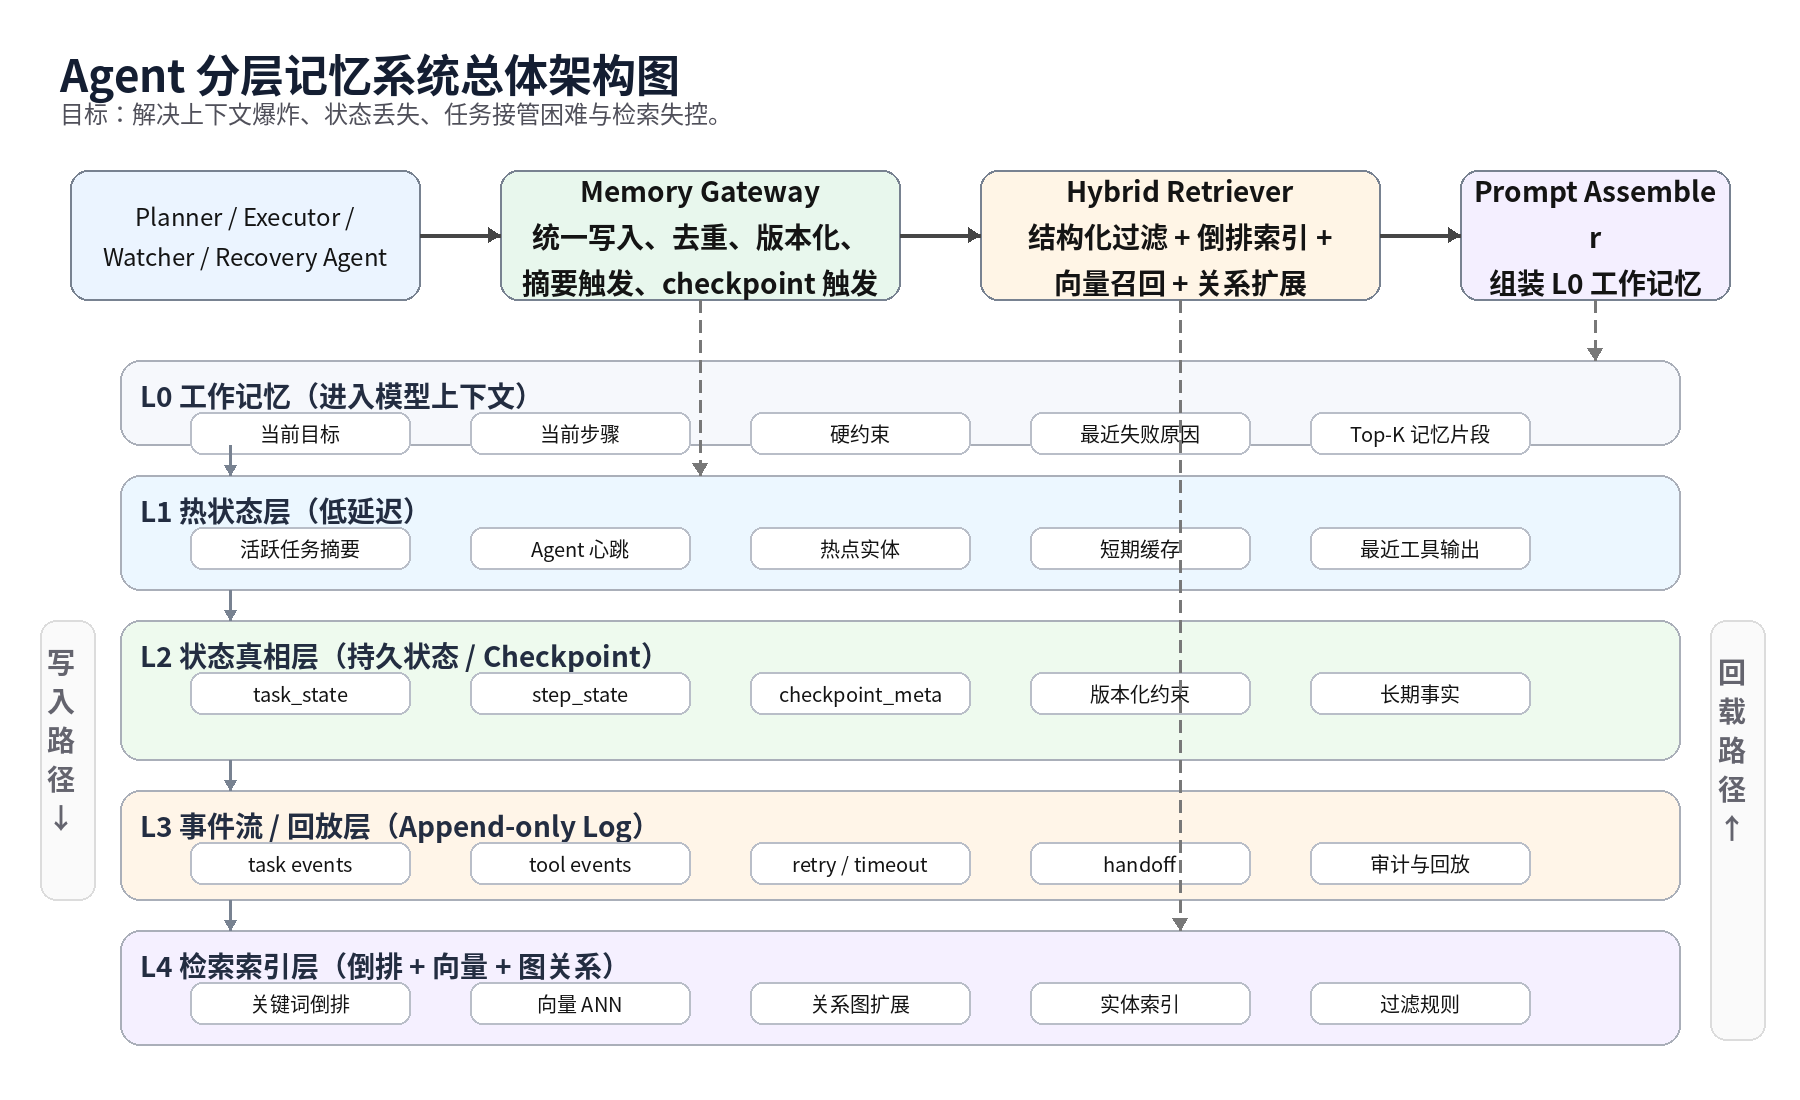 Agent 分层记忆系统总体架构图
目标：解决上下文爆炸、状态丢失、任务接管困难与检索失控。
Planner / Executor /
Watcher / Recovery Agent
Memory Gateway
统一写入、去重、版本化、
摘要触发、checkpoint 触发
Hybrid Retriever
结构化过滤 + 倒排索引 +
向量召回 + 关系扩展
Prompt Assemble
r
组装 L0 工作记忆
L0 工作记忆（进入模型上下文）
当前目标
当前步骤
硬约束
最近失败原因
Top-K 记忆片段
L1 热状态层（低延迟）
活跃任务摘要
Agent 心跳
热点实体
短期缓存
最近工具输出
L2 状态真相层（持久状态 / Checkpoint）
task_state
step_state
checkpoint_meta
版本化约束
长期事实
L3 事件流 / 回放层（Append-only Log）
task events
tool events
retry / timeout
handoff
审计与回放
L4 检索索引层（倒排 + 向量 + 图关系）
关键词倒排
向量 ANN
关系图扩展
实体索引
过滤规则
写
入
路
径
↓
回
载
路
径
↑